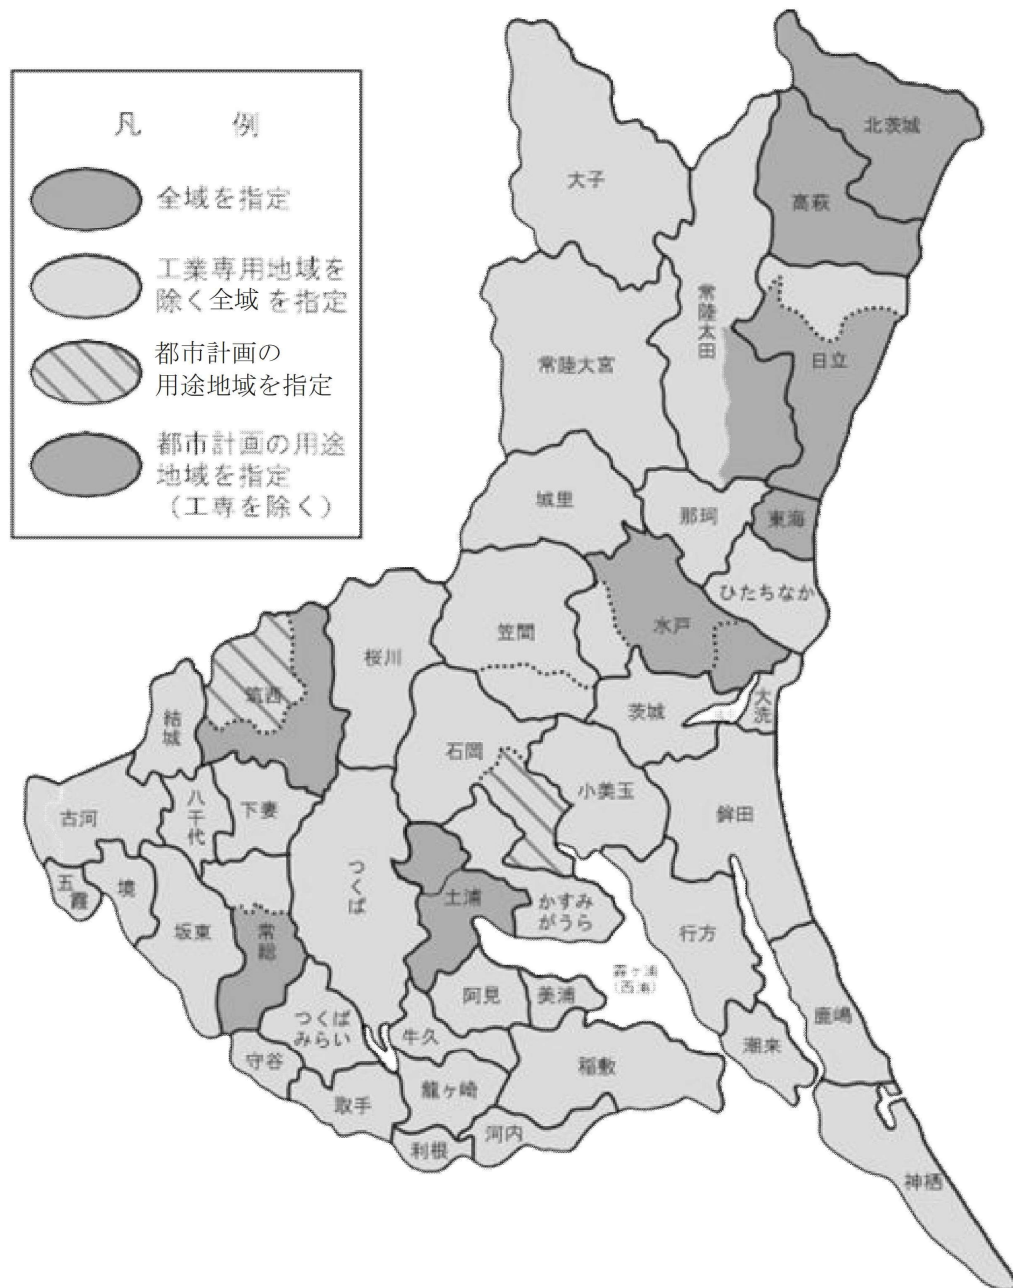 凡 例
全域を指定
工業専用地域を
除く全域を指定
都市計画の
用途地域を指定
都市計画の用途
地域を指定
（工専を除く）
北茨城
大子
高萩
常陸太田
日立
常陸大宮
城里
那珂
東海
ひたちなか
水戸
笠間
桜川
筑西
茨城
大洗
結城
石岡
小美玉
鉾田
古河
八千代
下妻
つくば
五霞
境
坂東
常総
土浦
かすみ
がうら
行方
霞ヶ浦
（西浦）
阿見
美浦
鹿嶋
つくば
みらい
牛久
潮来
守谷
稲敷
取手
龍ヶ崎
河内
利根
神栖